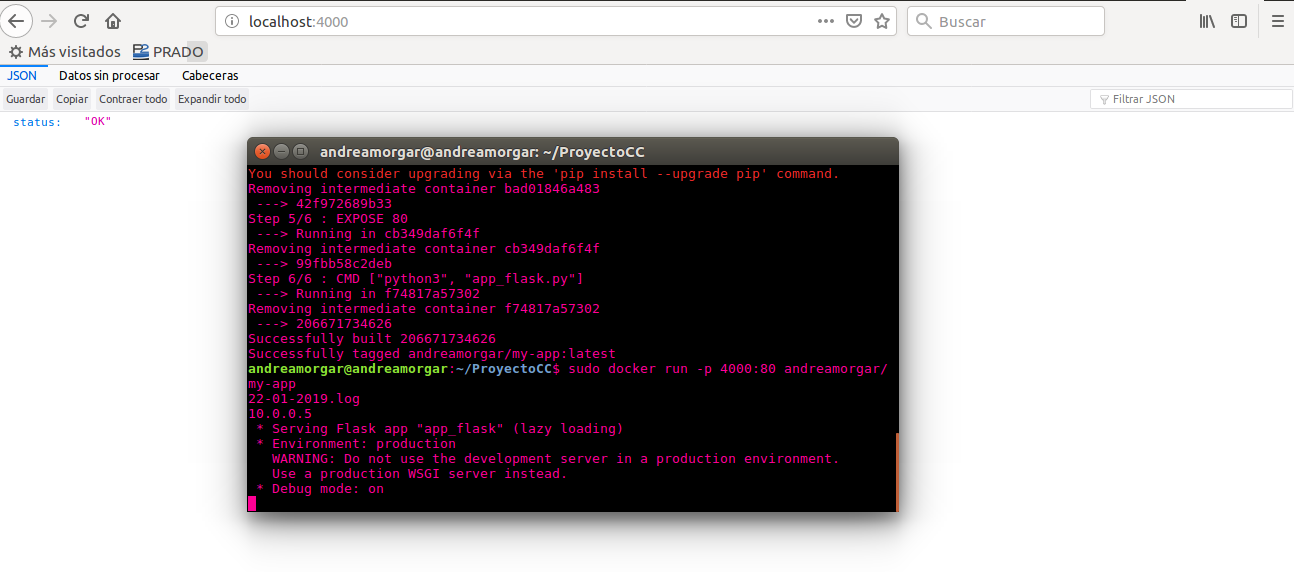 localhost:4000
Buscar
Más visitados PRADO
JSON Datos sin procesar Cabeceras
Guardar Copiar Contraer todo Expandir todo Filtrar JSON
status: "OK"
andreamorgar@andreamorgar: ~/ProyectoCC
You should consider upgrading via the 'pip install --upgrade pip' command.
Removing intermediate container bad01846a483
---> 42f972689b33
Step 5/6 : EXPOSE 80
---> Running in cb349daf6f4f
Removing intermediate container cb349daf6f4f
---> 99fbb58c2deb
Step 6/6 : CMD ["python3", "app_flask.py"]
---> Running in f74817a57302
Removing intermediate container f74817a57302
---> 206671734626
Successfully built 206671734626
Successfully tagged andreamorgar/my-app:latest
andreamorgar@andreamorgar:~/ProyectoCC$ sudo docker run -p 4000:80 andreamorgar/
my-app
22-01-2019.log
10.0.0.5
* Serving Flask app "app_flask" (lazy loading)
* Environment: production
WARNING: Do not use the development server in a production environment.
Use a production WSGI server instead.
* Debug mode: on